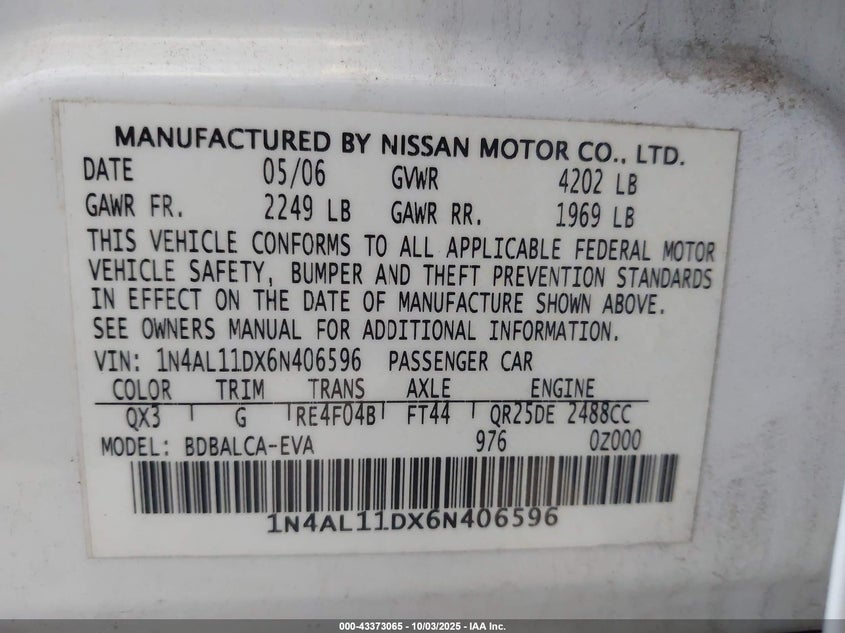 MANUFACTURED BY NISSAN MOTOR CO., LTD.
DATE 05/06 GVWR 4202 LB
GAWR FR. 2249 LB GAWR RR. 1969 LB
THIS VEHICLE CONFORMS TO ALL APPLICABLE FEDERAL MOTOR
VEHICLE SAFETY, BUMPER AND THEFT PREVENTION STANDARDS
IN EFFECT ON THE DATE OF MANUFACTURE SHOWN ABOVE.
SEE OWNERS MANUAL FOR ADDITIONAL INFORMATION.
VIN: 1N4AL11DX6N406596 PASSENGER CAR
COLOR TRIM TRANS AXLE ENGINE
QX3 G RE4F04B FT44 QR25DE 2488CC
MODEL: BDBALCA-EVA 976 0Z000
1N4AL11DX6N406596
000-43373065 - 10/03/2025 - IAA Inc.